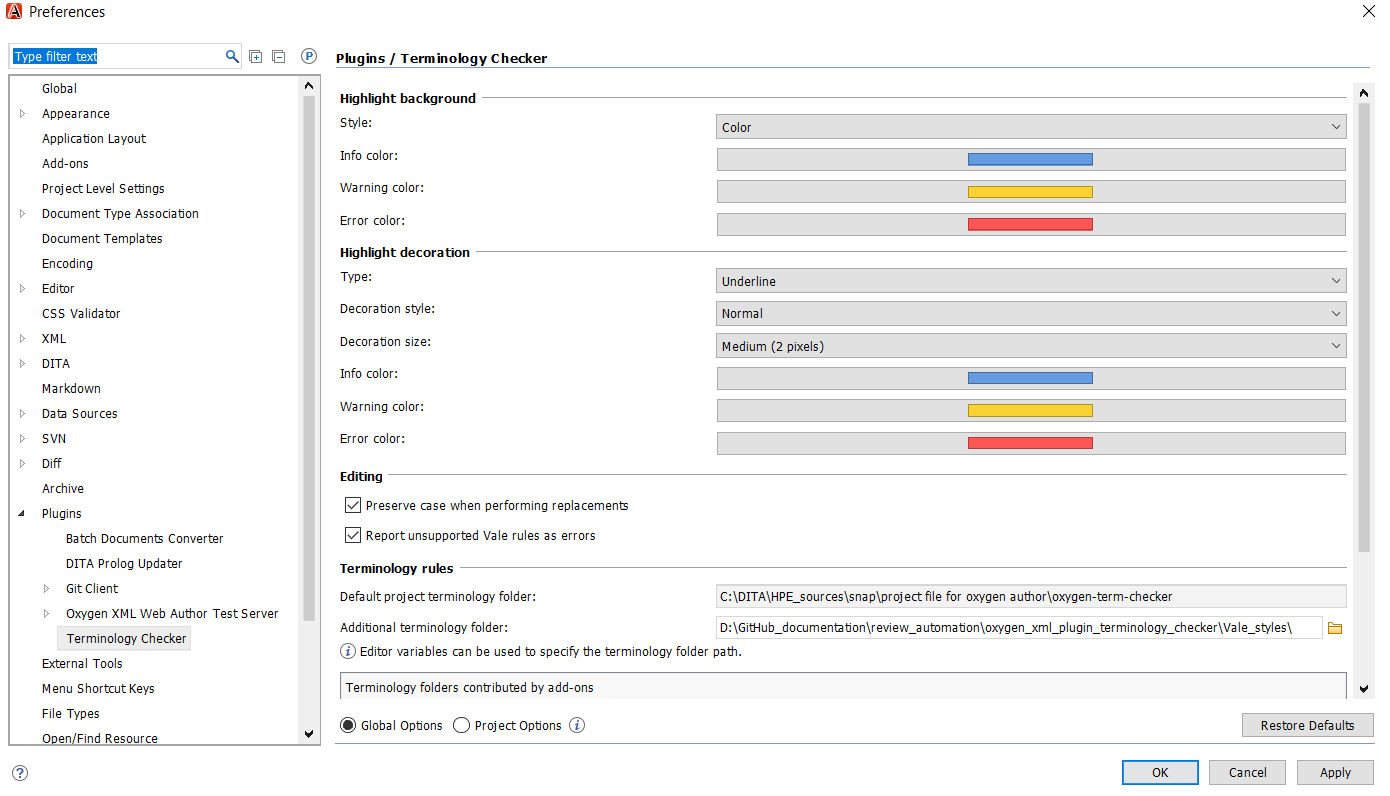 Preferences
Type filter text
P
Global
Appearance
Application Layout
Add-ons
Project Level Settings
Document Type Association
Document Templates
Encoding
Editor
CSS Validator
XML
DITA
Markdown
Data Sources
SVN
Diff
Archive
Plugins
Batch Documents Converter
DITA Prolog Updater
Git Client
Oxygen XML Web Author Test Server
Terminology Checker
External Tools
Menu Shortcut Keys
File Types
Open/Find Resource
Plugins / Terminology Checker
Highlight background
Style: Color
Info color:
Warning color:
Error color:
Highlight decoration
Type: Underline
Decoration style: Normal
Decoration size: Medium (2 pixels)
Info color:
Warning color:
Error color:
Editing
Preserve case when performing replacements
Report unsupported Vale rules as errors
Terminology rules
Default project terminology folder: C:\DITA\HPE_sources\snap\project file for oxygen author\oxygen-term-checker
Additional terminology folder: D:\GitHub_documentation\review_automation\oxygen_xml_plugin_terminology_checker\Vale_styles\
i Editor variables can be used to specify the terminology folder path.
Terminology folders contributed by add-ons
Global Options Project Options i
Restore Defaults
? OK Cancel Apply